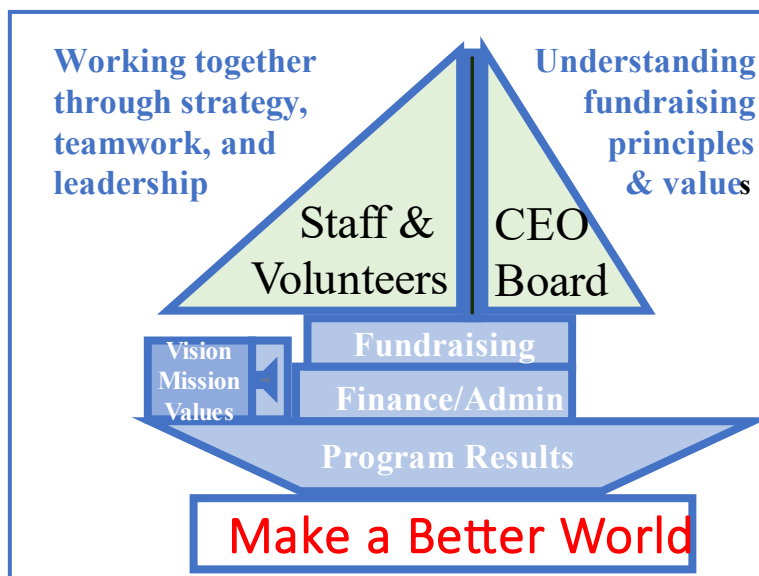 Working together
through strategy,
teamwork, and
leadership
Understanding
fundraising
principles
& values
Staff &
Volunteers
CEO
Board
Fundraising
Vision
Mission
Values
Finance/Admin
Program Results
Make a Better World